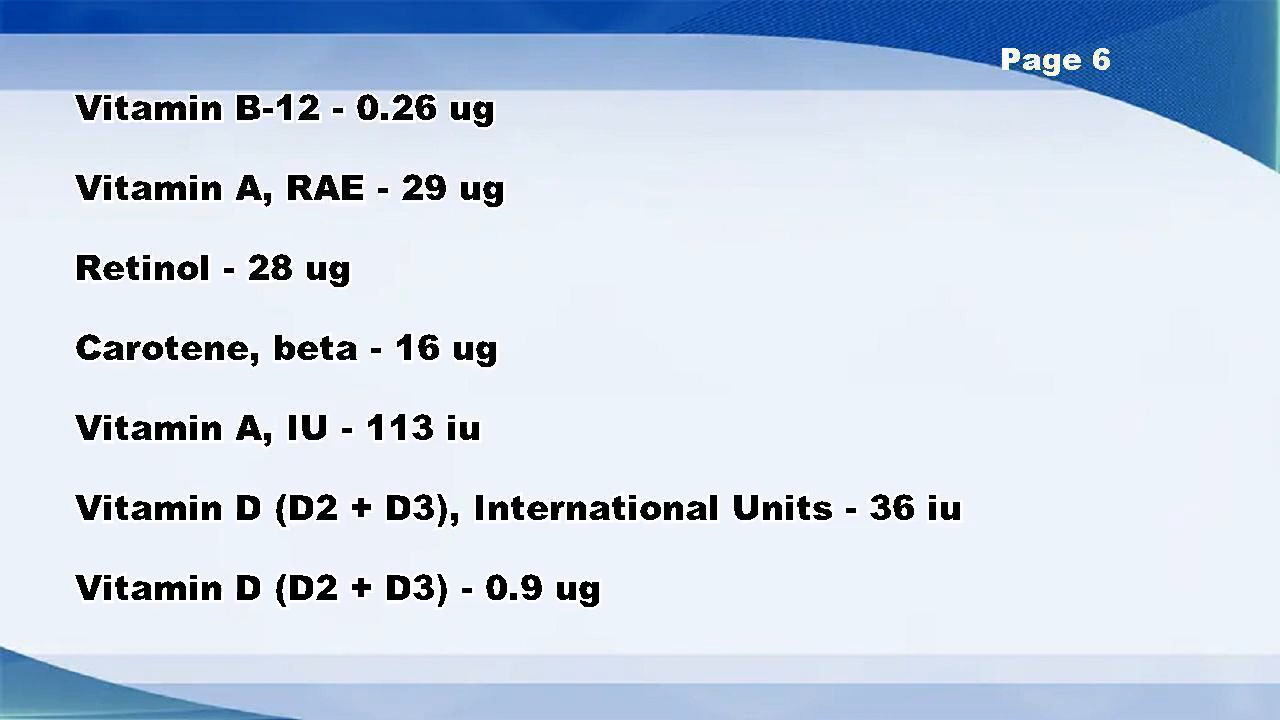 Page 6
Vitamin B-12 - 0.26 ug
Vitamin A, RAE - 29 ug
Retinol - 28 ug
Carotene, beta - 16 ug
Vitamin A, IU - 113 iu
Vitamin D (D2 + D3), International Units - 36 iu
Vitamin D (D2 + D3) - 0.9 ug